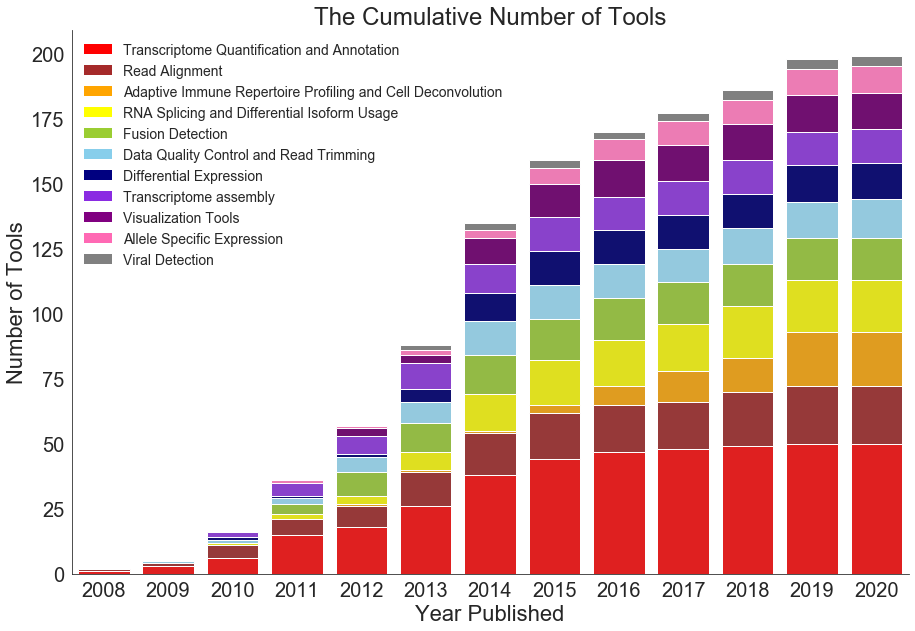 The Cumulative Number of Tools
Transcriptome Quantification and Annotation
Read Alignment
Adaptive Immune Repertoire Profiling and Cell Deconvolution
RNA Splicing and Differential Isoform Usage
Fusion Detection
Data Quality Control and Read Trimming
Differential Expression
Transcriptome assembly
Visualization Tools
Allele Specific Expression
Viral Detection
Number of Tools
200
175
150
125
100
75
50
25
0
2008 2009 2010 2011 2012 2013 2014 2015 2016 2017 2018 2019 2020
Year Published